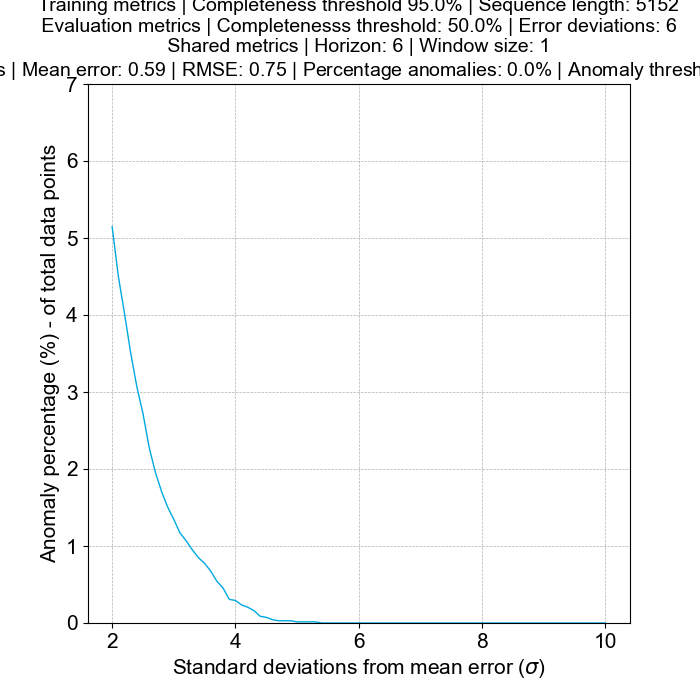 Training metrics | Completeness threshold 95.0% | Sequence length: 5152
Evaluation metrics | Completenesss threshold: 50.0% | Error deviations: 6
Shared metrics | Horizon: 6 | Window size: 1
s | Mean error: 0.59 | RMSE: 0.75 | Percentage anomalies: 0.0% | Anomaly thresh
7
6
5
4
3
2
1
0
Anomaly percentage (%) - of total data points
2 4 6 8 10
Standard deviations from mean error (σ)